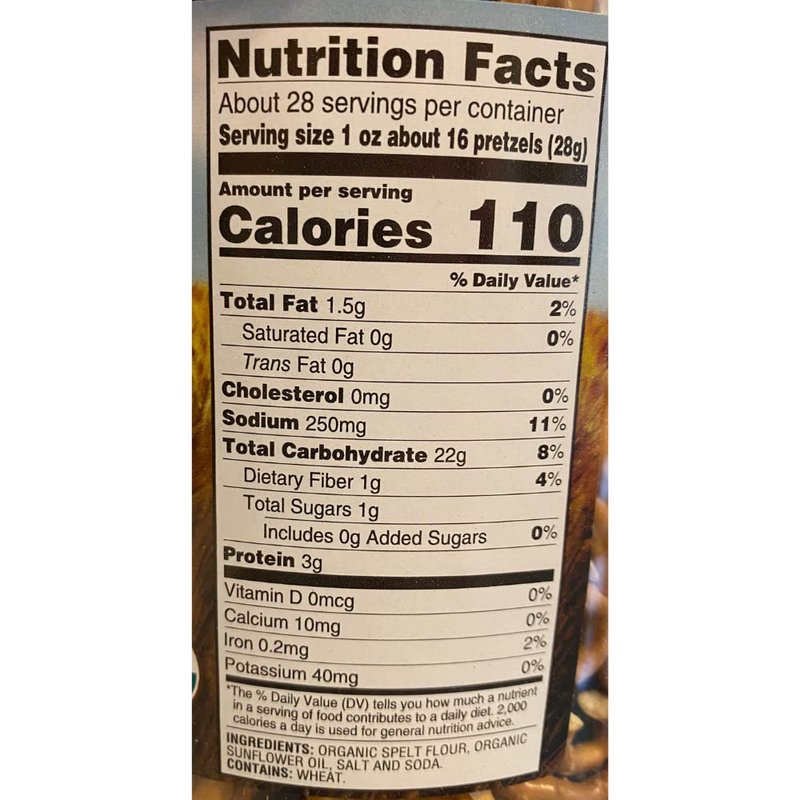 Nutrition Facts
About 28 servings per container
Serving size 1 oz about 16 pretzels (28g)
Amount per serving
Calories 110
% Daily Value*
Total Fat 1.5g 2%
Saturated Fat 0g 0%
Trans Fat 0g
Cholesterol 0mg 0%
Sodium 250mg 11%
Total Carbohydrate 22g 8%
Dietary Fiber 1g 4%
Total Sugars 1g
Includes 0g Added Sugars 0%
Protein 3g
Vitamin D 0mcg 0%
Calcium 10mg 0%
Iron 0.2mg 2%
Potassium 40mg 0%
*The % Daily Value (DV) tells you how much a nutrient
in a serving of food contributes to a daily diet. 2,000
calories a day is used for general nutrition advice.
INGREDIENTS: ORGANIC SPELT FLOUR, ORGANIC
SUNFLOWER OIL, SALT AND SODA.
CONTAINS: WHEAT.